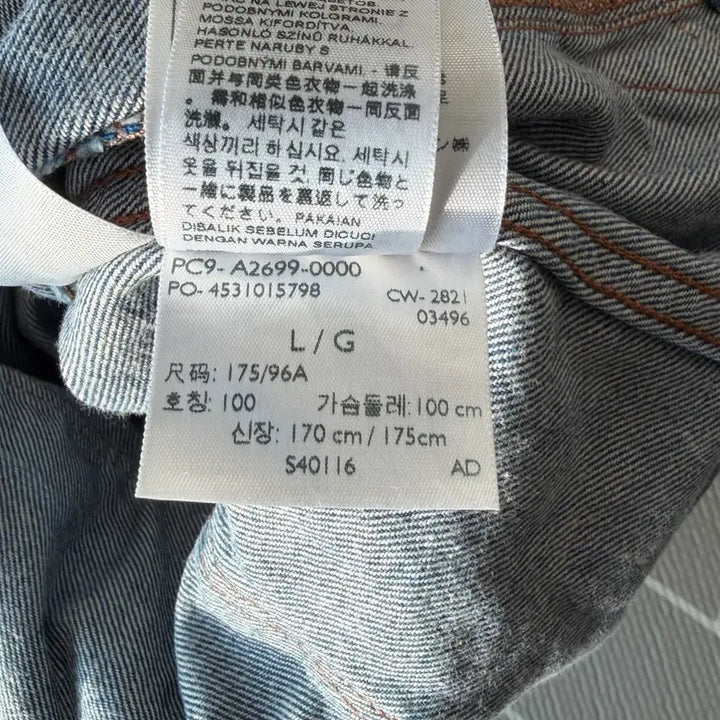 NA LEWEJ STRONIE Z
PODOBNYMI KOLORAMI.
MOSSA KIFORDÍTVA,
HASONLÓ SZÍNŰ RUHÁKKAL.
PERTE NARUBY S
PODOBNÝMI BARVAMI. - 请反
面并与同类色衣物一起洗涤
。需和相似色衣物一同反面
洗滌。 세탁시 같은
색상끼리 하십시요. 세탁시
옷을 뒤집을 것. 同じ色物と
一緒に製品を裏返して洗っ
てください。 PAKAIAN
DIBALIK SEBELUM DICUCI
DENGAN WARNA SERUPA
PC9- A2699-0000
PO- 4531015798
CW- 2821
03496
L / G
尺码: 175/96A
호칭: 100 가슴둘레: 100 cm
신장: 170 cm / 175cm
S40116 AD